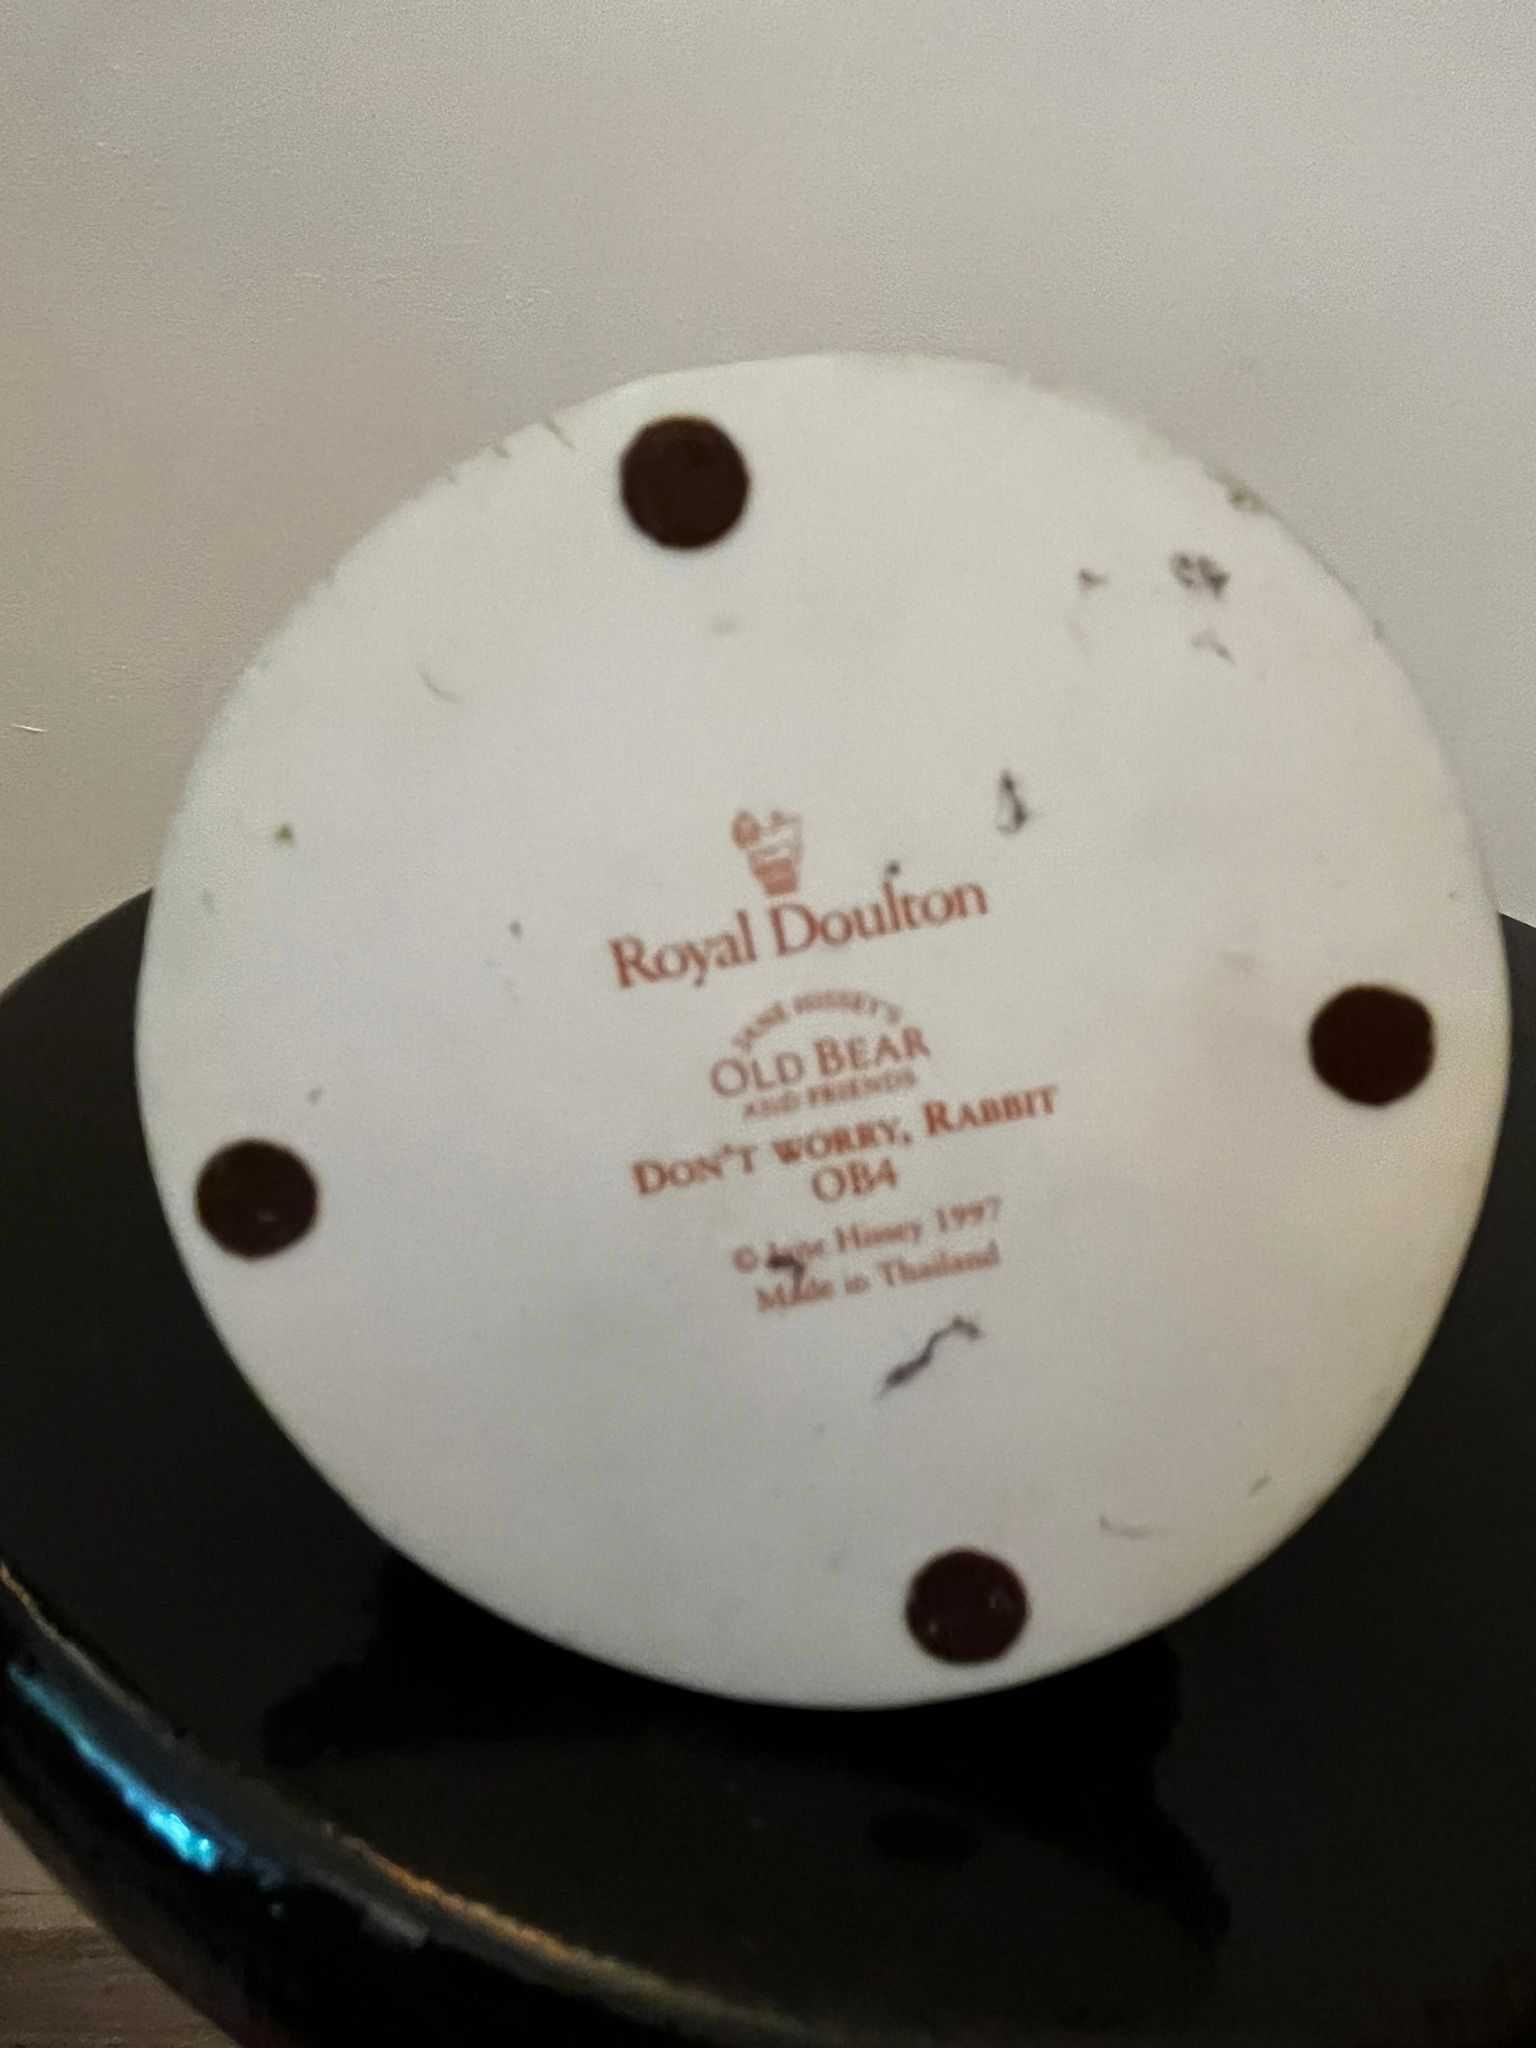 Royal Doulton
JANE HISSEY'S
OLD BEAR
AND FRIENDS
DON'T WORRY, RABBIT
OB4
© Jane Hissey 1997
Made in Thailand